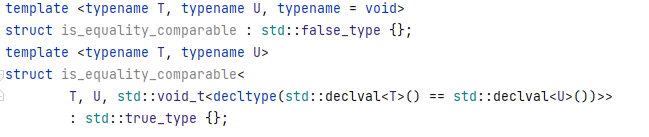 template <typename T, typename U, typename = void>
struct is_equality_comparable : std::false_type {};
template <typename T, typename U>
struct is_equality_comparable<
        T, U, std::void_t<decltype(std::declval<T>() == std::declval<U>())>>
        : std::true_type {};